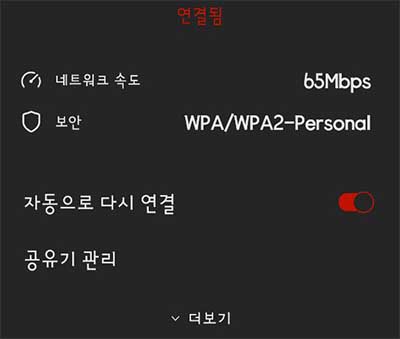 연결됨
네트워크 속도 65Mbps
보안 WPA/WPA2-Personal
자동으로 다시 연결
공유기 관리
더보기